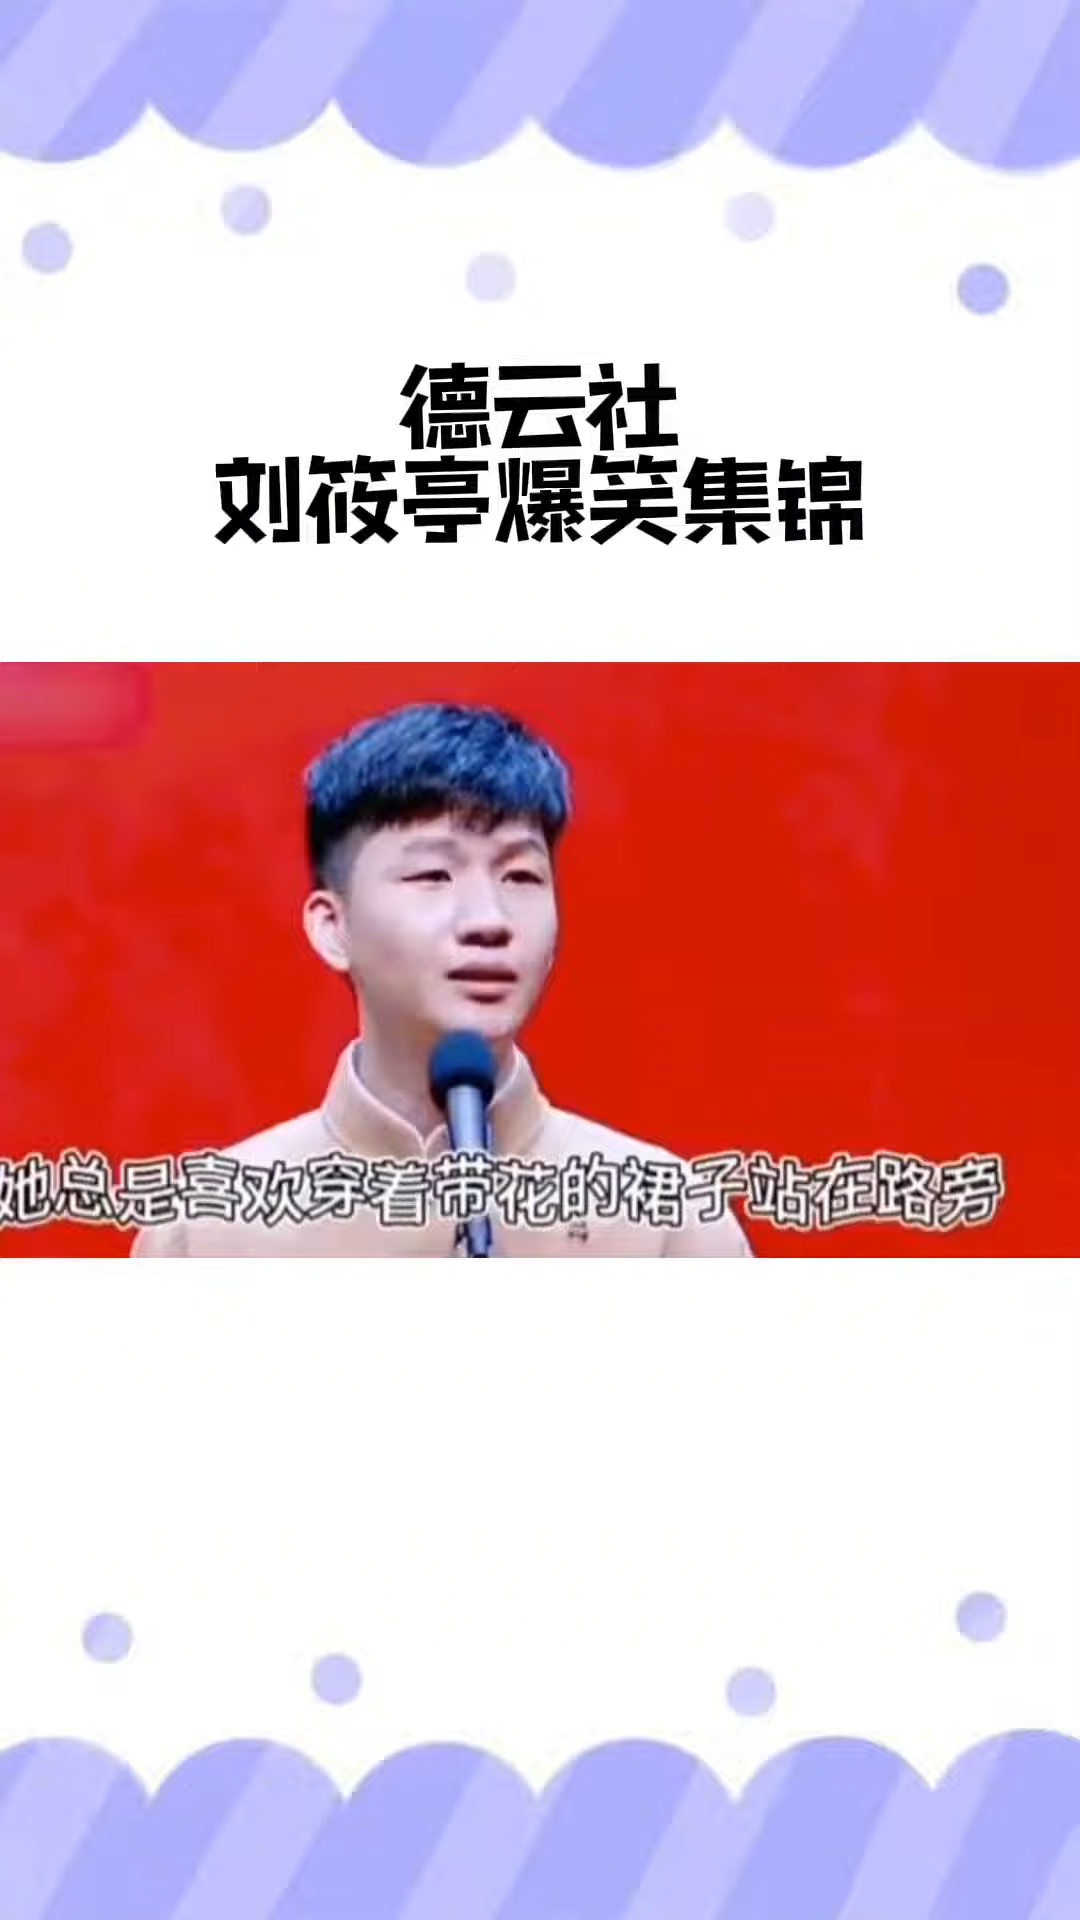 德云社
刘筱亭爆笑集锦
她总是喜欢穿着带花的裙子站在路旁